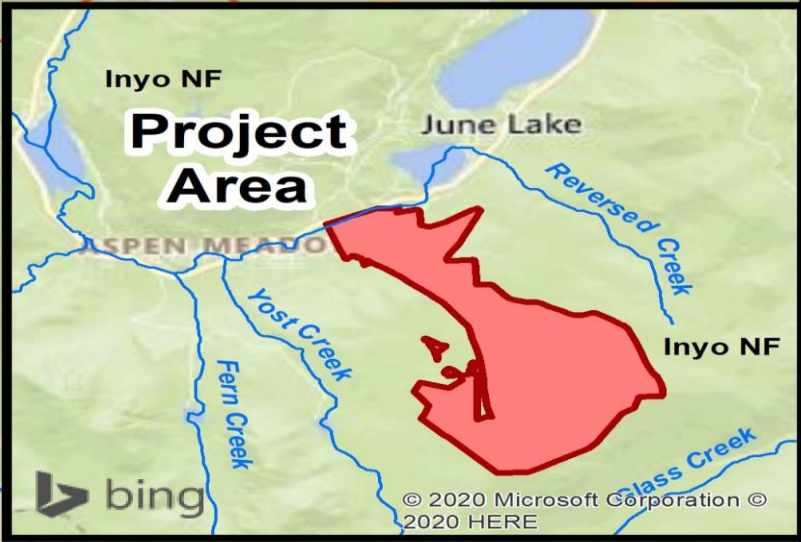 Inyo NF
Project
Area
June Lake
Reversed Creek
ASPEN MEADO
Yost Creek
Inyo NF
Fern Creek
Glass Creek
bing
© 2020 Microsoft Corporation ©
2020 HERE